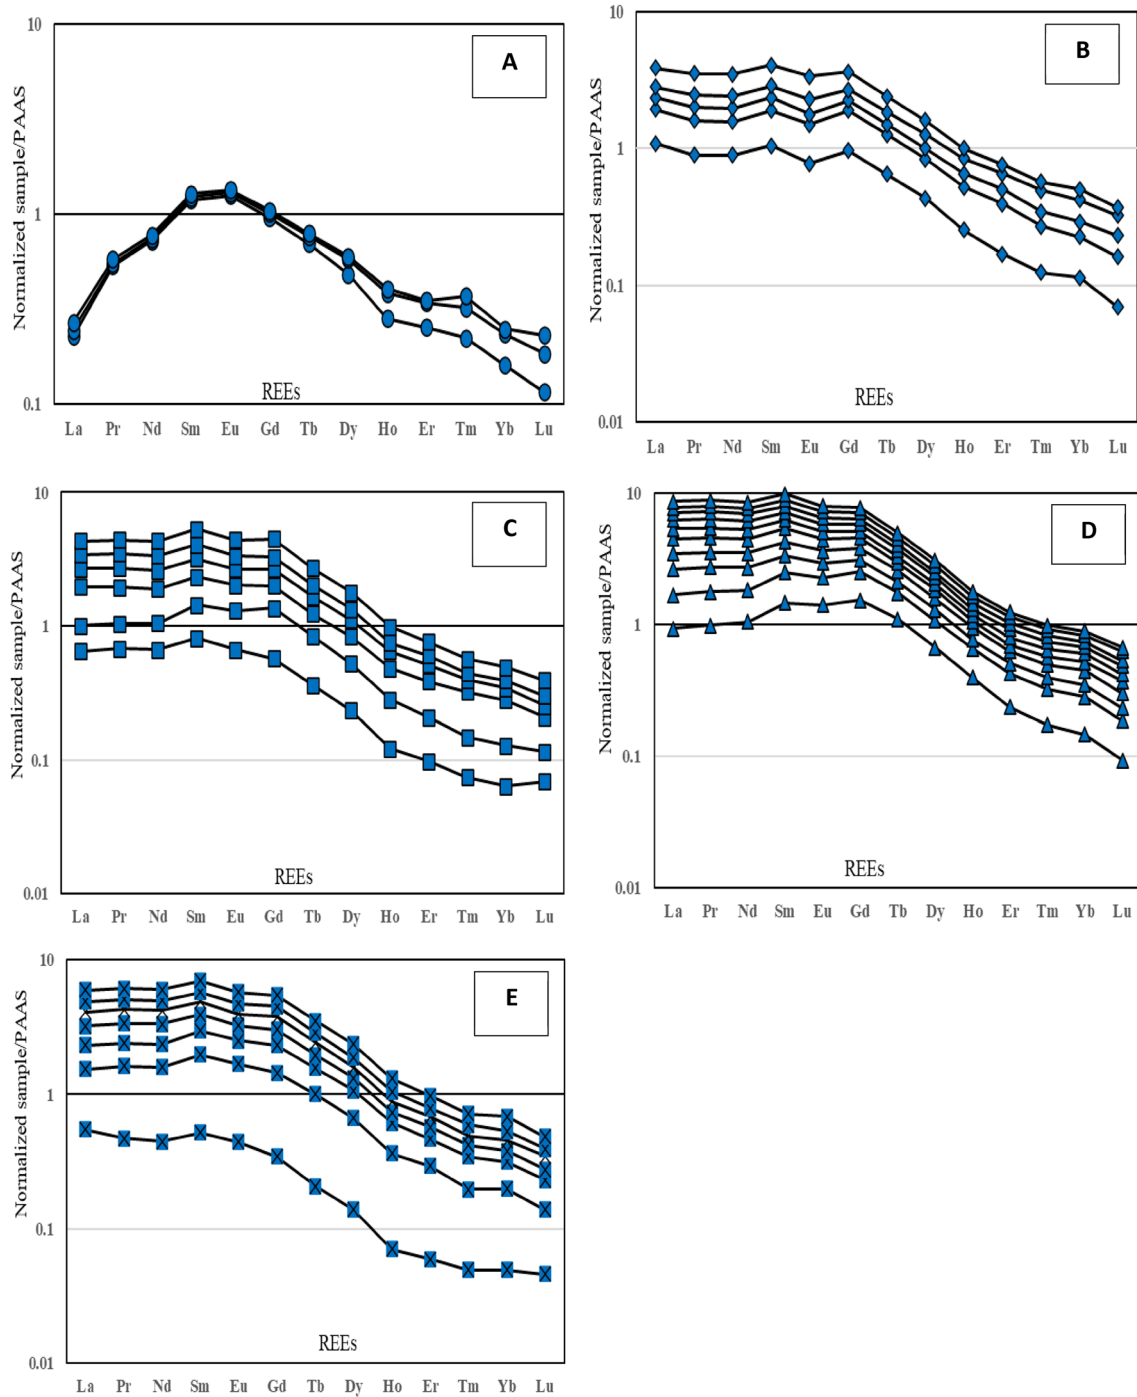 10
A
Normalized sample/PAAS
1
REEs
0.1
La Pr Nd Sm Eu Gd Tb Dy Ho Er Tm Yb Lu
10
B
Normalized sample/PAAS
1
0.1
REEs
0.01
La Pr Nd Sm Eu Gd Tb Dy Ho Er Tm Yb Lu
10
C
Normalized sample/PAAS
1
0.1
REEs
0.01
La Pr Nd Sm Eu Gd Tb Dy Ho Er Tm Yb Lu
10
D
Normalized sample/PAAS
1
0.1
REEs
0.01
La Pr Nd Sm Eu Gd Tb Dy Ho Er Tm Yb Lu
10
E
Normalized sample/PAAS
1
0.1
REEs
0.01
La Pr Nd Sm Eu Gd Tb Dy Ho Er Tm Yb Lu